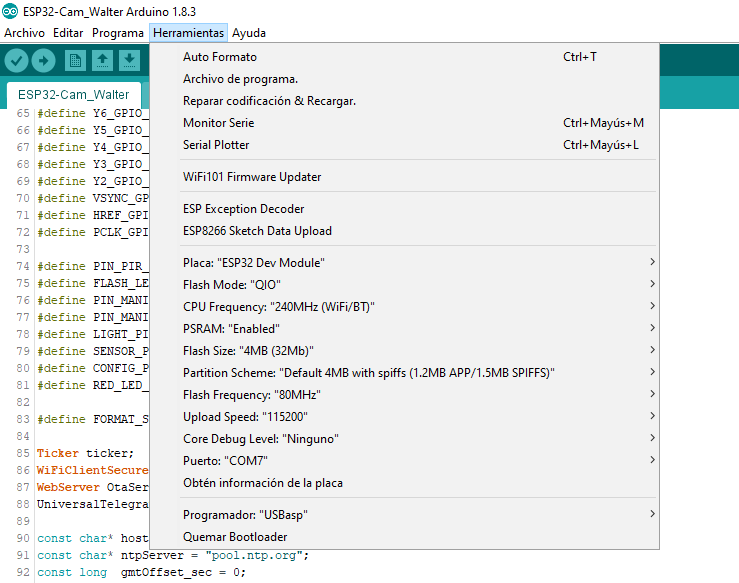 ESP32-Cam_Walter Arduino 1.8.3
Archivo Editar Programa Herramientas Ayuda
ESP32-Cam_Walter
Auto Formato Ctrl+T
Archivo de programa.
Reparar codificación & Recargar.
Monitor Serie Ctrl+Mayús+M
Serial Plotter Ctrl+Mayús+L
WiFi101 Firmware Updater
ESP Exception Decoder
ESP8266 Sketch Data Upload
Placa: "ESP32 Dev Module"
Flash Mode: "QIO"
CPU Frequency: "240MHz (WiFi/BT)"
PSRAM: "Enabled"
Flash Size: "4MB (32Mb)"
Partition Scheme: "Default 4MB with spiffs (1.2MB APP/1.5MB SPIFFS)"
Flash Frequency: "80MHz"
Upload Speed: "115200"
Core Debug Level: "Ninguno"
Puerto: "COM7"
Obtén información de la placa
Programador: "USBasp"
Quemar Bootloader
65 #define Y6_GPIO_
66 #define Y5_GPIO_
67 #define Y4_GPIO_
68 #define Y3_GPIO_
69 #define Y2_GPIO_
70 #define VSYNC_GP
71 #define HREF_GPI
72 #define PCLK_GPI
73
74 #define PIN_PIR_
75 #define FLASH_LE
76 #define PIN_MANI
77 #define PIN_MANI
78 #define LIGHT_PI
79 #define SENSOR_P
80 #define CONFIG_P
81 #define RED_LED_
82
83 #define FORMAT_S
84
85 Ticker ticker;
86 WiFiClientSecure
87 WebServer OtaSer
88 UniversalTelegra
89
90 const char* host
91 const char* ntpServer = "pool.ntp.org";
92 const long gmtOffset_sec = 0;